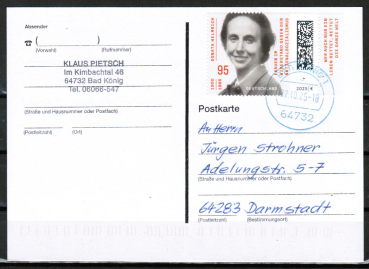 Absender
☎ (                    )
(Vorwahl) (Rufnummer)
KLAUS PIETSCH
Im Kimbachtal 46
64732 Bad König
Tel. 06066-547
(Straße und Hausnummer oder Postfach)
(Postleitzahl) (Ort)
95
DEUTSCHLAND
2025
64732
Postkarte
An Herrn
Jürgen Strohner
Adelungstr. 5-7
(Straße und Hausnummer oder Postfach)
64283 Darmstadt
(Postleitzahl) (Bestimmungsort)